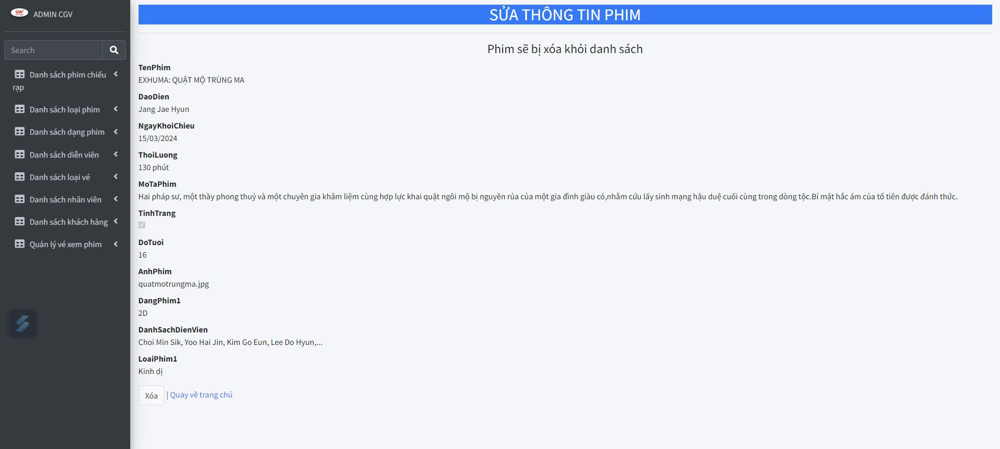 CGV
ADMIN CGV
Search
Danh sách phim chiếu
rạp
Danh sách loại phim
Danh sách dạng phim
Danh sách diễn viên
Danh sách loại vé
Danh sách nhân viên
Danh sách khách hàng
Quản lý vé xem phim
SỬA THÔNG TIN PHIM
Phim sẽ bị xóa khỏi danh sách
TenPhim
EXHUMA: QUẬT MỘ TRÙNG MA
DaoDien
Jang Jae Hyun
NgayKhoiChieu
15/03/2024
ThoiLuong
130 phút
MoTaPhim
Hai pháp sư, một thầy phong thuỷ và một chuyên gia khâm liệm cùng hợp lực khai quật ngôi mộ bị nguyền rủa của một gia đình giàu có,nhằm cứu lấy sinh mạng hậu duệ cuối cùng trong dòng tộc.Bí mật hắc ám của tổ tiên được đánh thức.
TinhTrang
DoTuoi
16
AnhPhim
quatmotrungma.jpg
DangPhim1
2D
DanhSachDienVien
Choi Min Sik, Yoo Hai Jin, Kim Go Eun, Lee Do Hyun,...
LoaiPhim1
Kinh dị
Xóa | Quay về trang chủ